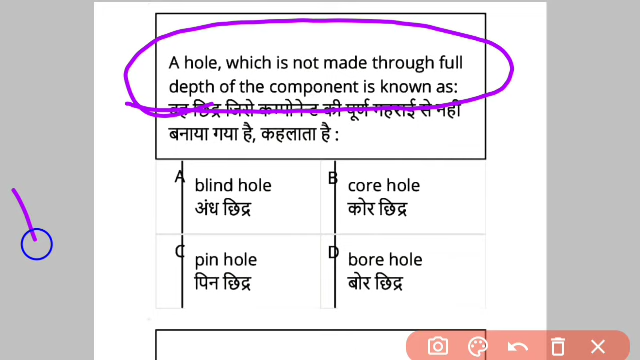 A hole, which is not made through full
depth of the component is known as:
वह छिद्र जिसे कम्पोनेन्ट की पूर्ण गहराई से नहीं
बनाया गया है, कहलाता है :
A blind hole
अंध छिद्र
B core hole
कोर छिद्र
C pin hole
पिन छिद्र
D bore hole
बोर छिद्र